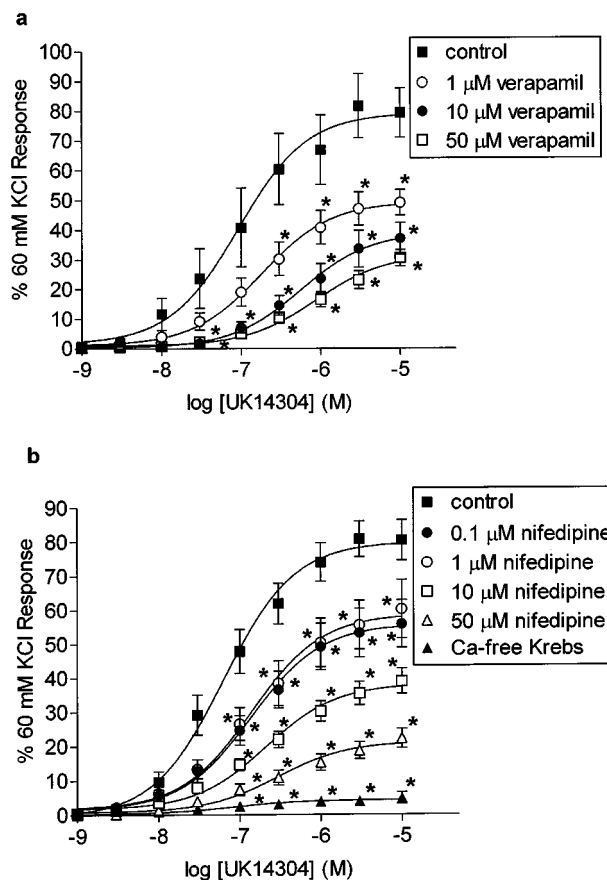 a
control
1 μM verapamil
10 μM verapamil
50 μM verapamil
% 60 mM KCl Response
100
90
80
70
60
50
40
30
20
10
0
* * * *
* * * * * *
* * * *
-9 -8 -7 -6 -5
log [UK14304] (M)
b
control
0.1 μM nifedipine
1 μM nifedipine
10 μM nifedipine
50 μM nifedipine
Ca-free Krebs
% 60 mM KCl Response
90
80
70
60
50
40
30
20
10
0
* * * * *
* * * *
* * * * *
* * * * *
* * * * *
-9 -8 -7 -6 -5
log [UK14304] (M)